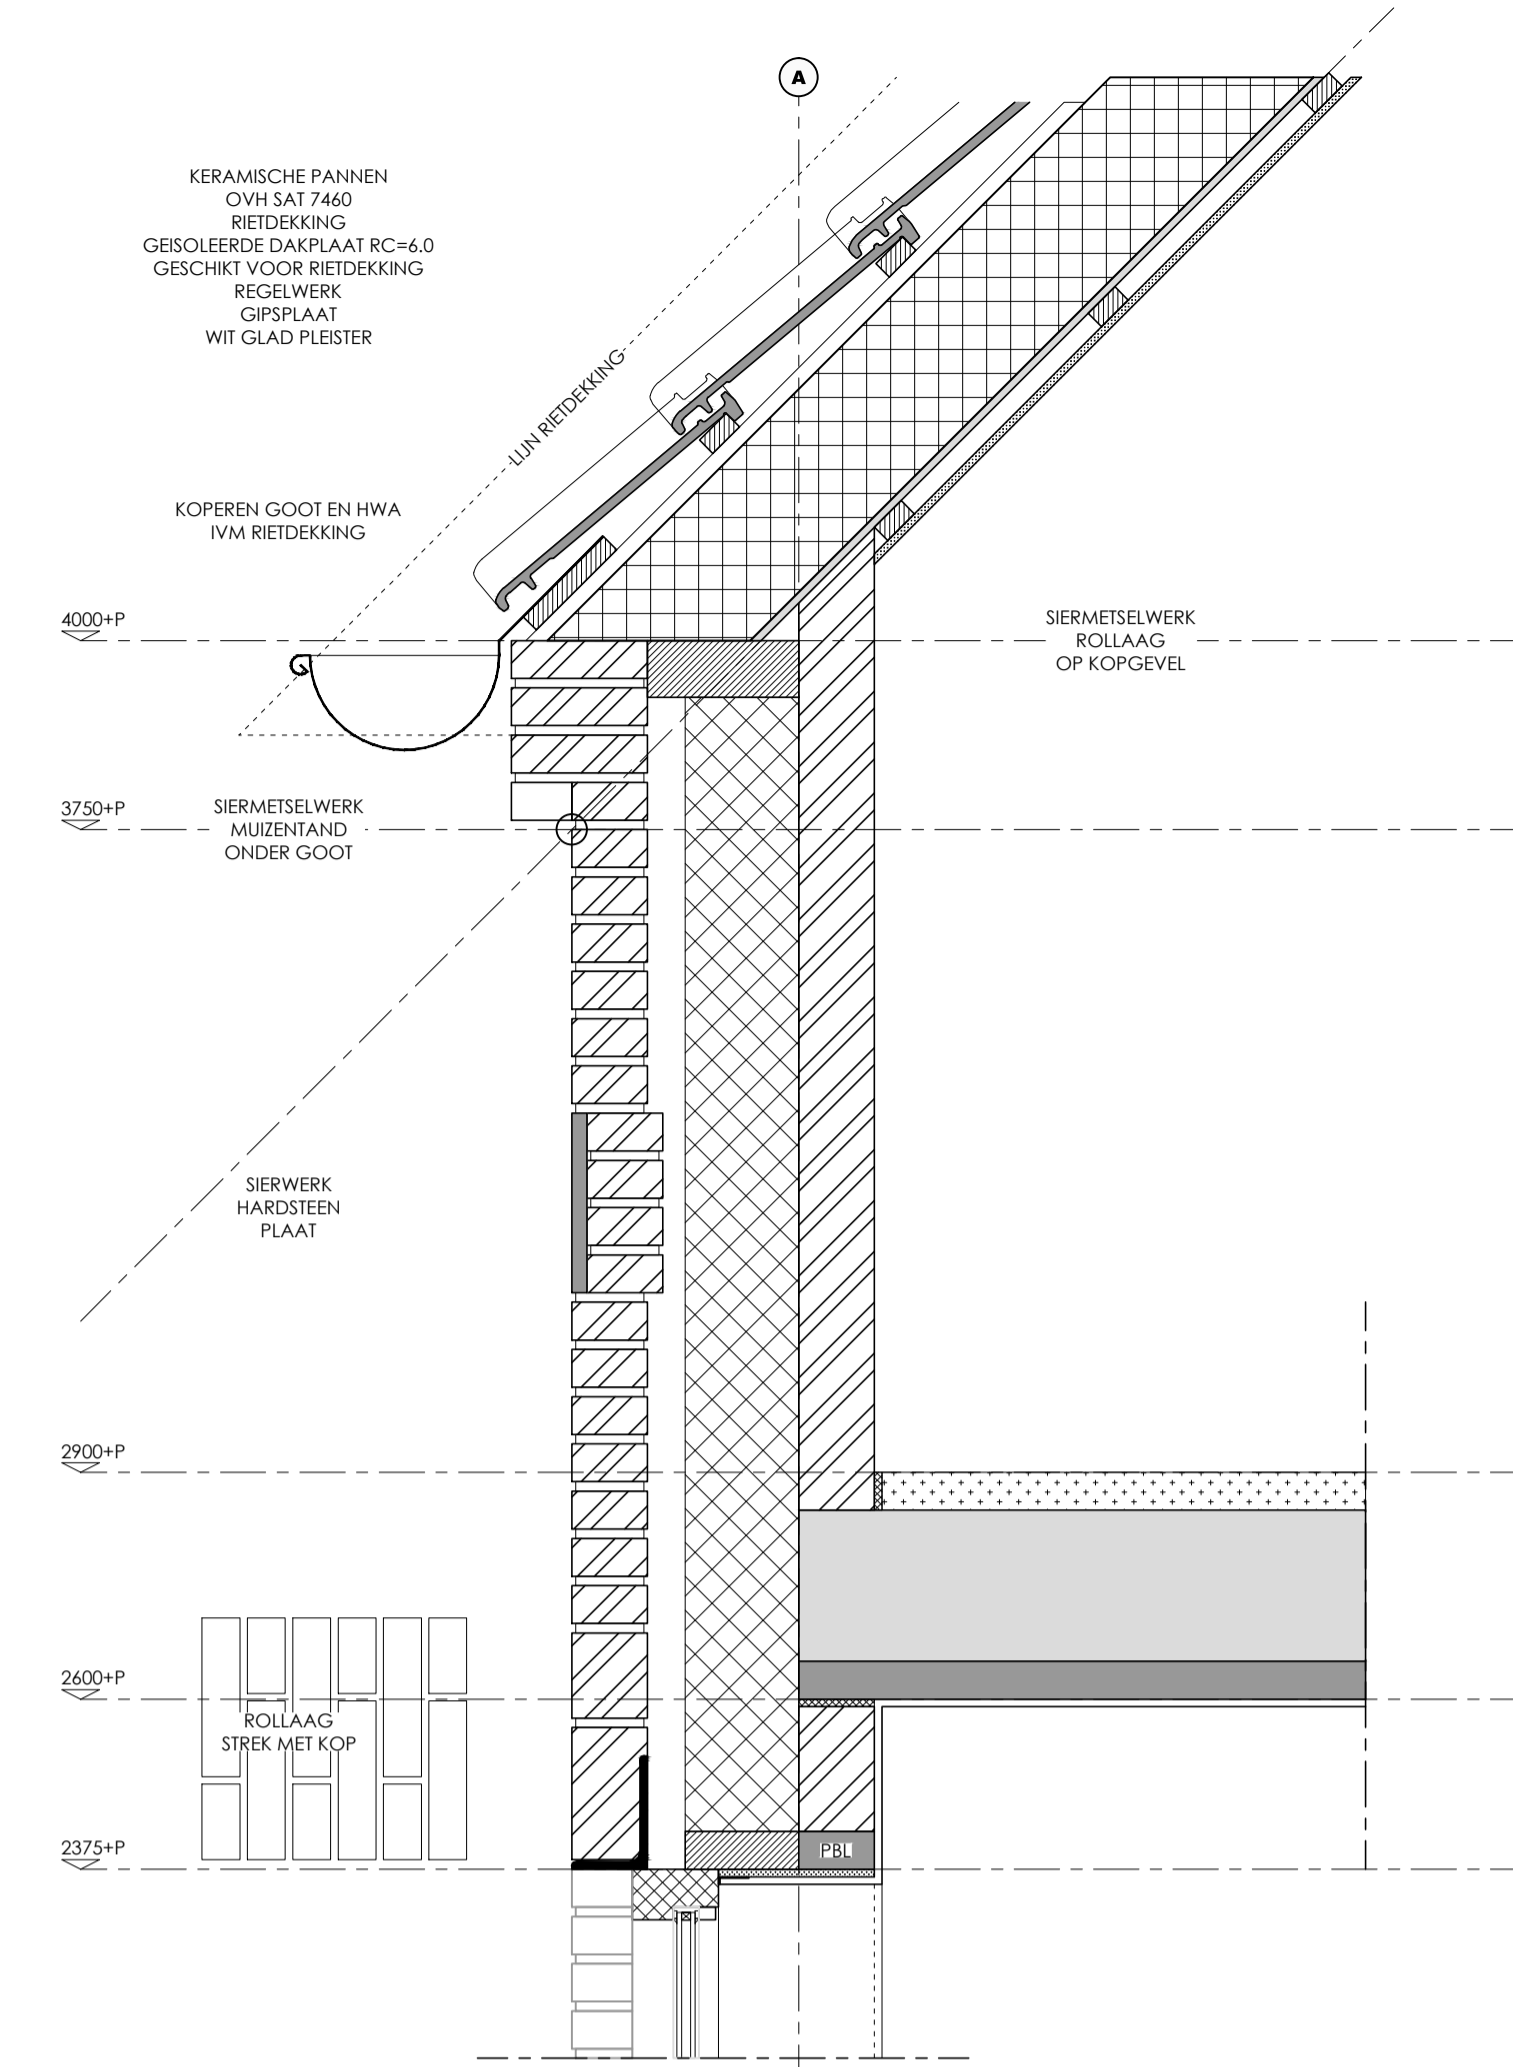 A
KERAMISCHE PANNEN
OVH SAT 7460
RIETDEKKING
GEISOLEERDE DAKPLAAT RC=6.0
GESCHIKT VOOR RIETDEKKING
REGELWERK
GIPSPLAAT
WIT GLAD PLEISTER
LIJN RIETDEKKING
KOPEREN GOOT EN HWA
IVM RIETDEKKING
4000+P
SIERMETSELWERK
ROLLAAG
OP KOPGEVEL
3750+P
SIERMETSELWERK
MUIZENTAND
ONDER GOOT
SIERWERK
HARDSTEEN
PLAAT
2900+P
2600+P
ROLLAAG
STREK MET KOP
2375+P
PBL